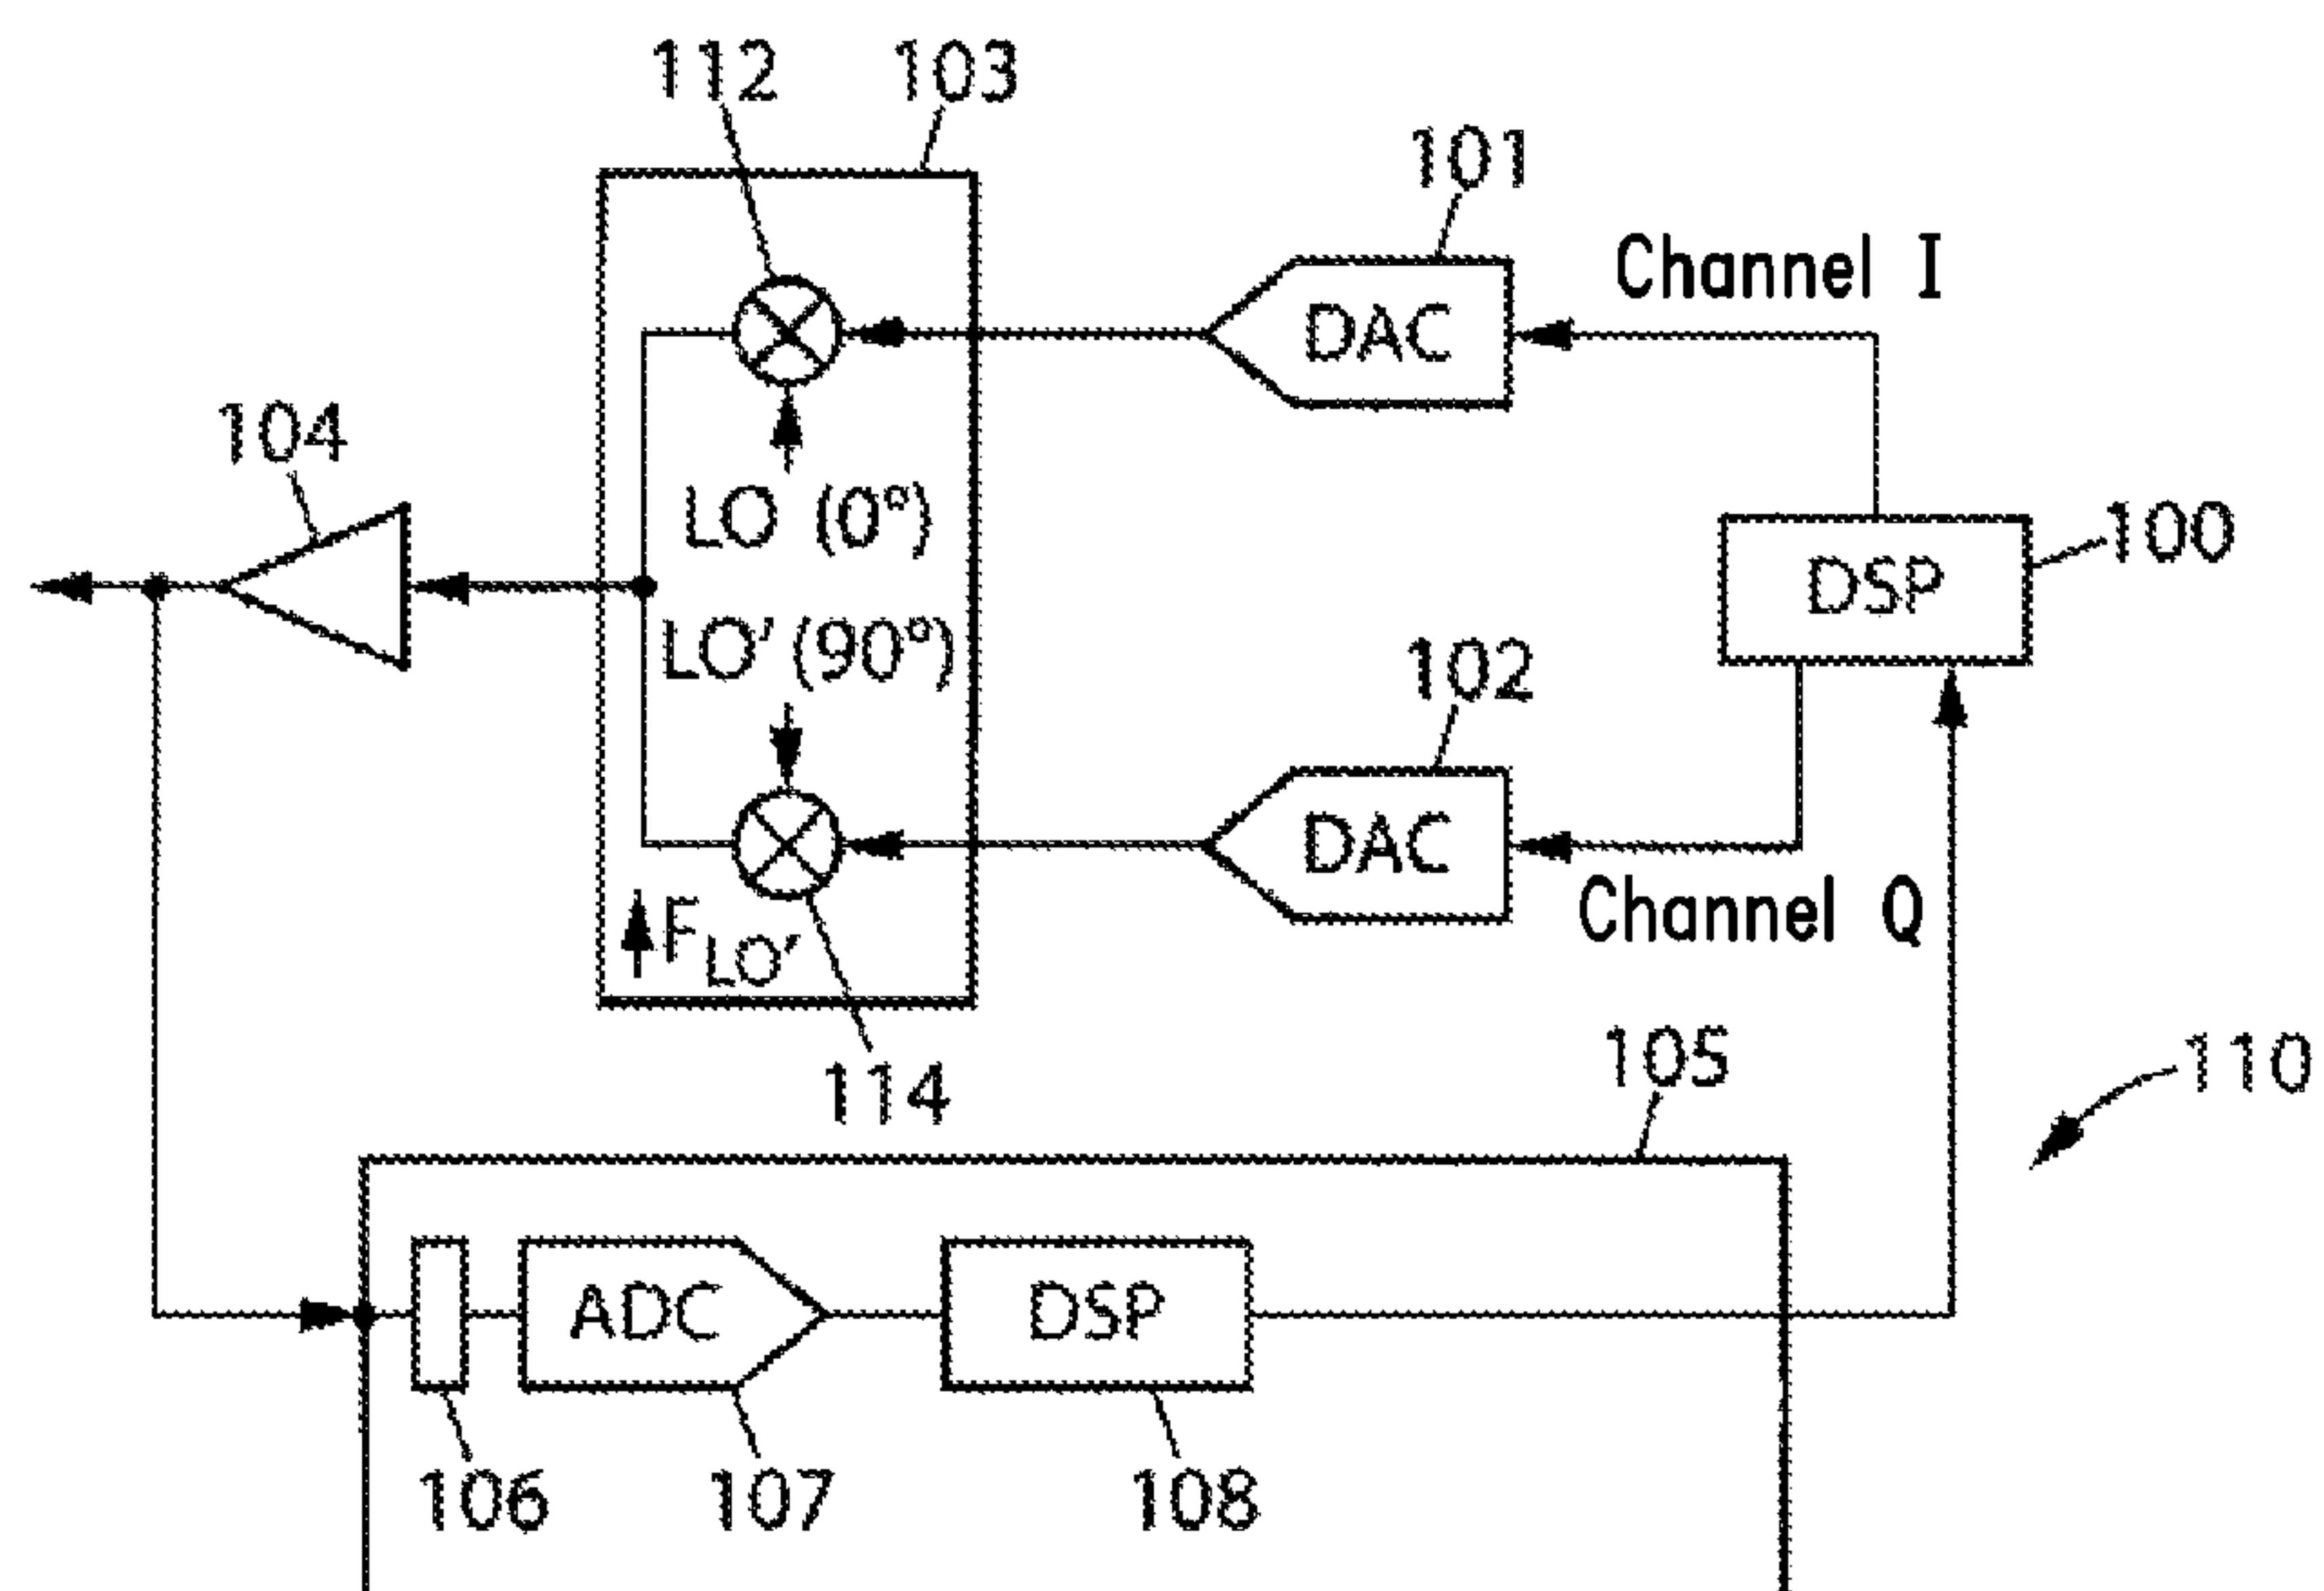 112
103
101
Channel I
DAC
104
LO (0°)
100
DSP
LO' (90°)
102
DAC
Channel Q
F LO'
114
105
110
ADC
DSP
106
107
108